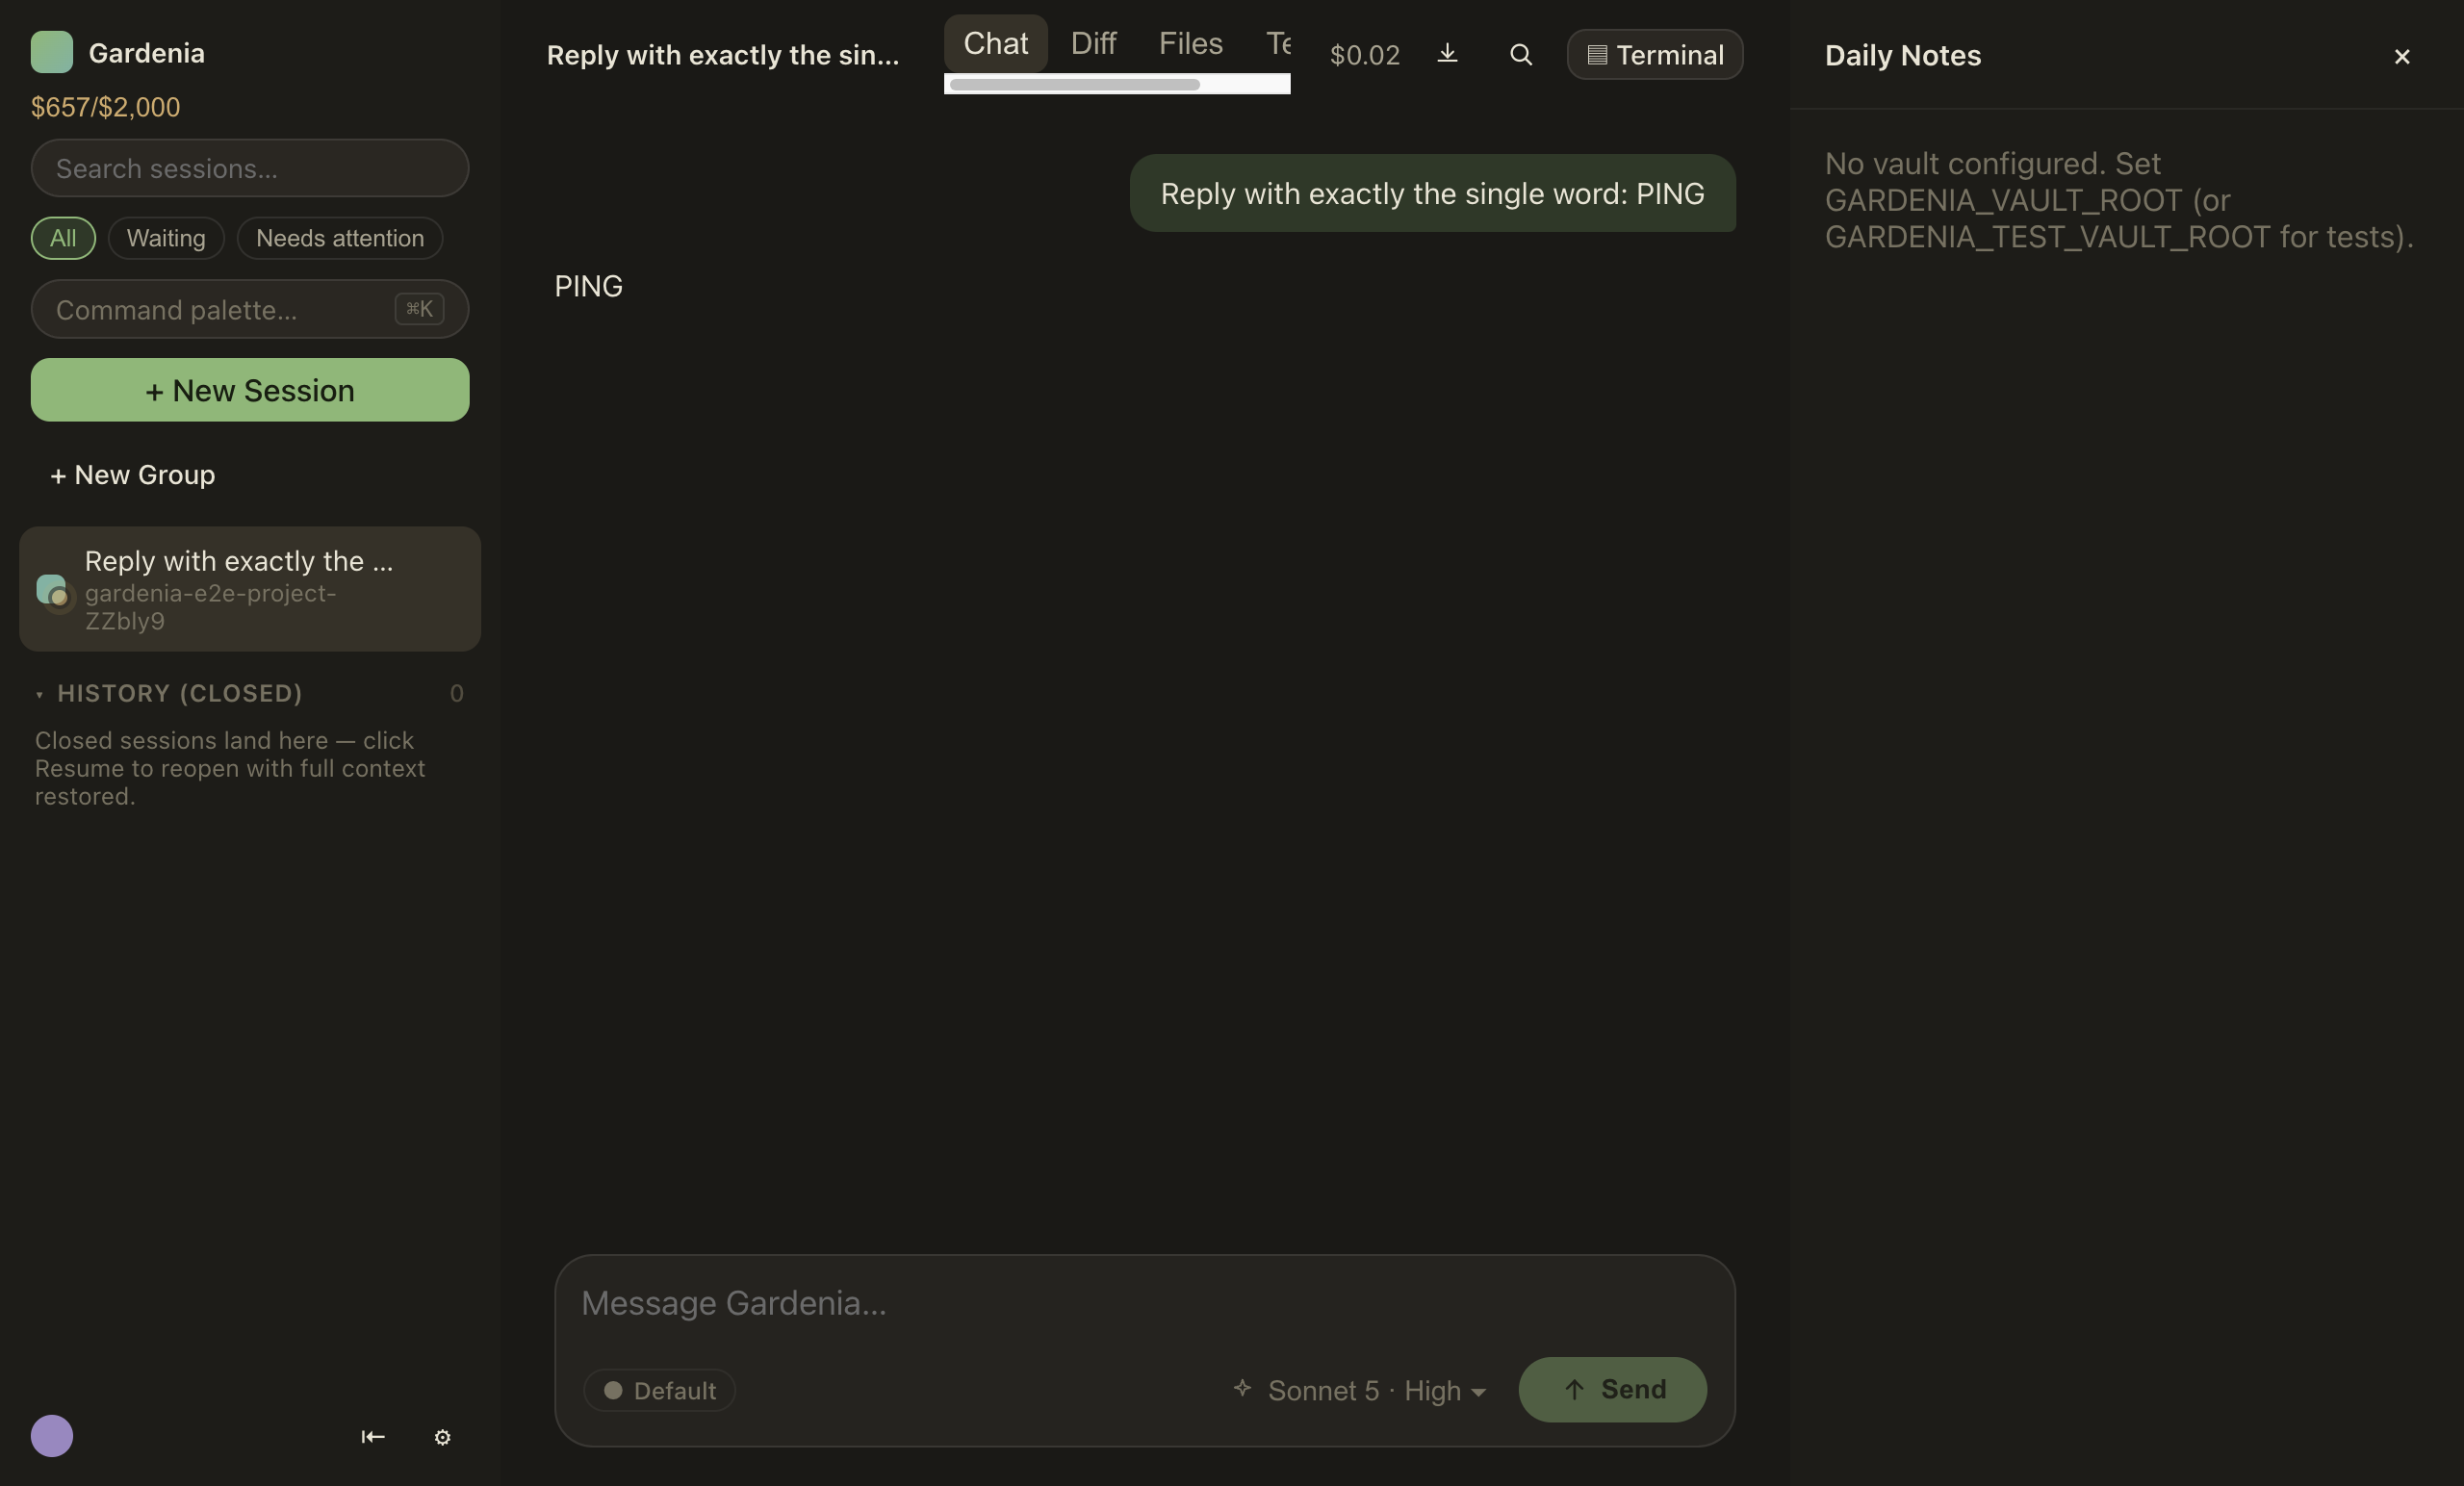 Gardenia
$657/$2,000
Search sessions...
All
Waiting
Needs attention
Command palette...
⌘K
+ New Session
+ New Group
Reply with exactly the ...
gardenia-e2e-project-
ZZbly9
HISTORY (CLOSED)
0
Closed sessions land here — click
Resume to reopen with full context
restored.
Reply with exactly the sin...
Chat
Diff
Files
Te
$0.02
Terminal
Reply with exactly the single word: PING
PING
Message Gardenia...
Default
Sonnet 5 · High
Send
Daily Notes
No vault configured. Set
GARDENIA_VAULT_ROOT (or
GARDENIA_TEST_VAULT_ROOT for tests).